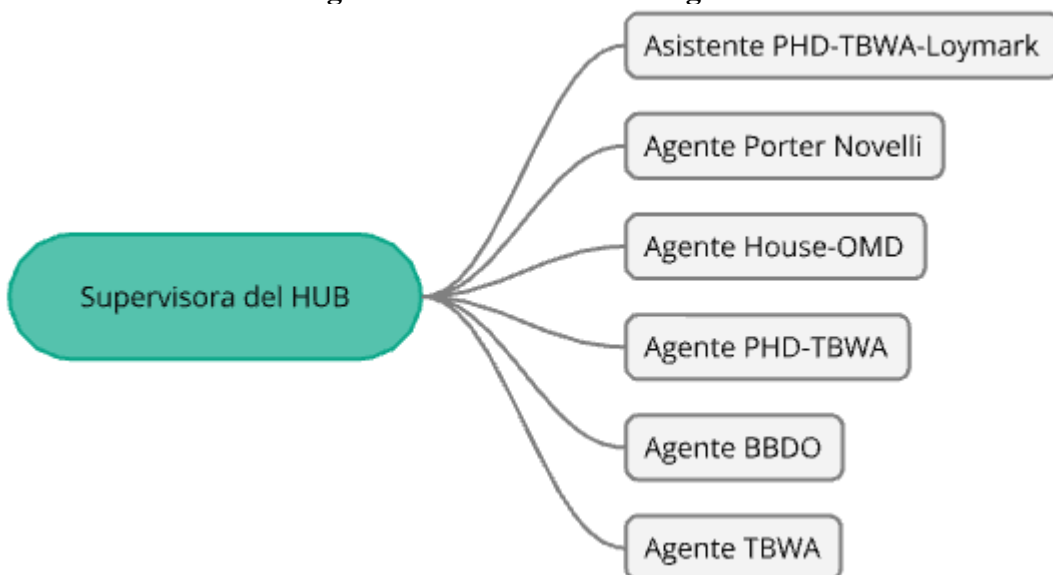 Supervisora del HUB
Asistente PHD-TBWA-Loymark
Agente Porter Novelli
Agente House-OMD
Agente PHD-TBWA
Agente BBDO
Agente TBWA